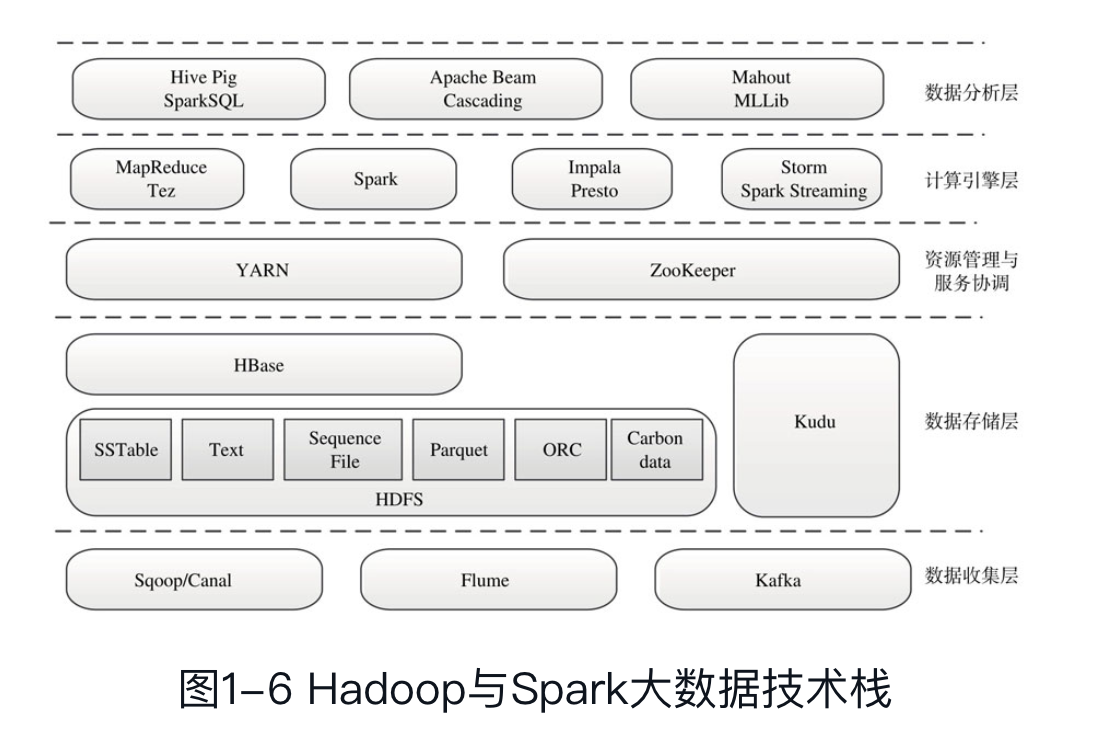 Hive Pig
SparkSQL
Apache Beam
Cascading
Mahout
MLLib
数据分析层
MapReduce
Tez
Spark
Impala
Presto
Storm
Spark Streaming
计算引擎层
YARN
ZooKeeper
资源管理与
服务协调
HBase
Kudu
数据存储层
SSTable
Text
Sequence
File
Parquet
ORC
Carbon
data
HDFS
Sqoop/Canal
Flume
Kafka
数据收集层
图1–6 Hadoop与Spark大数据技术栈